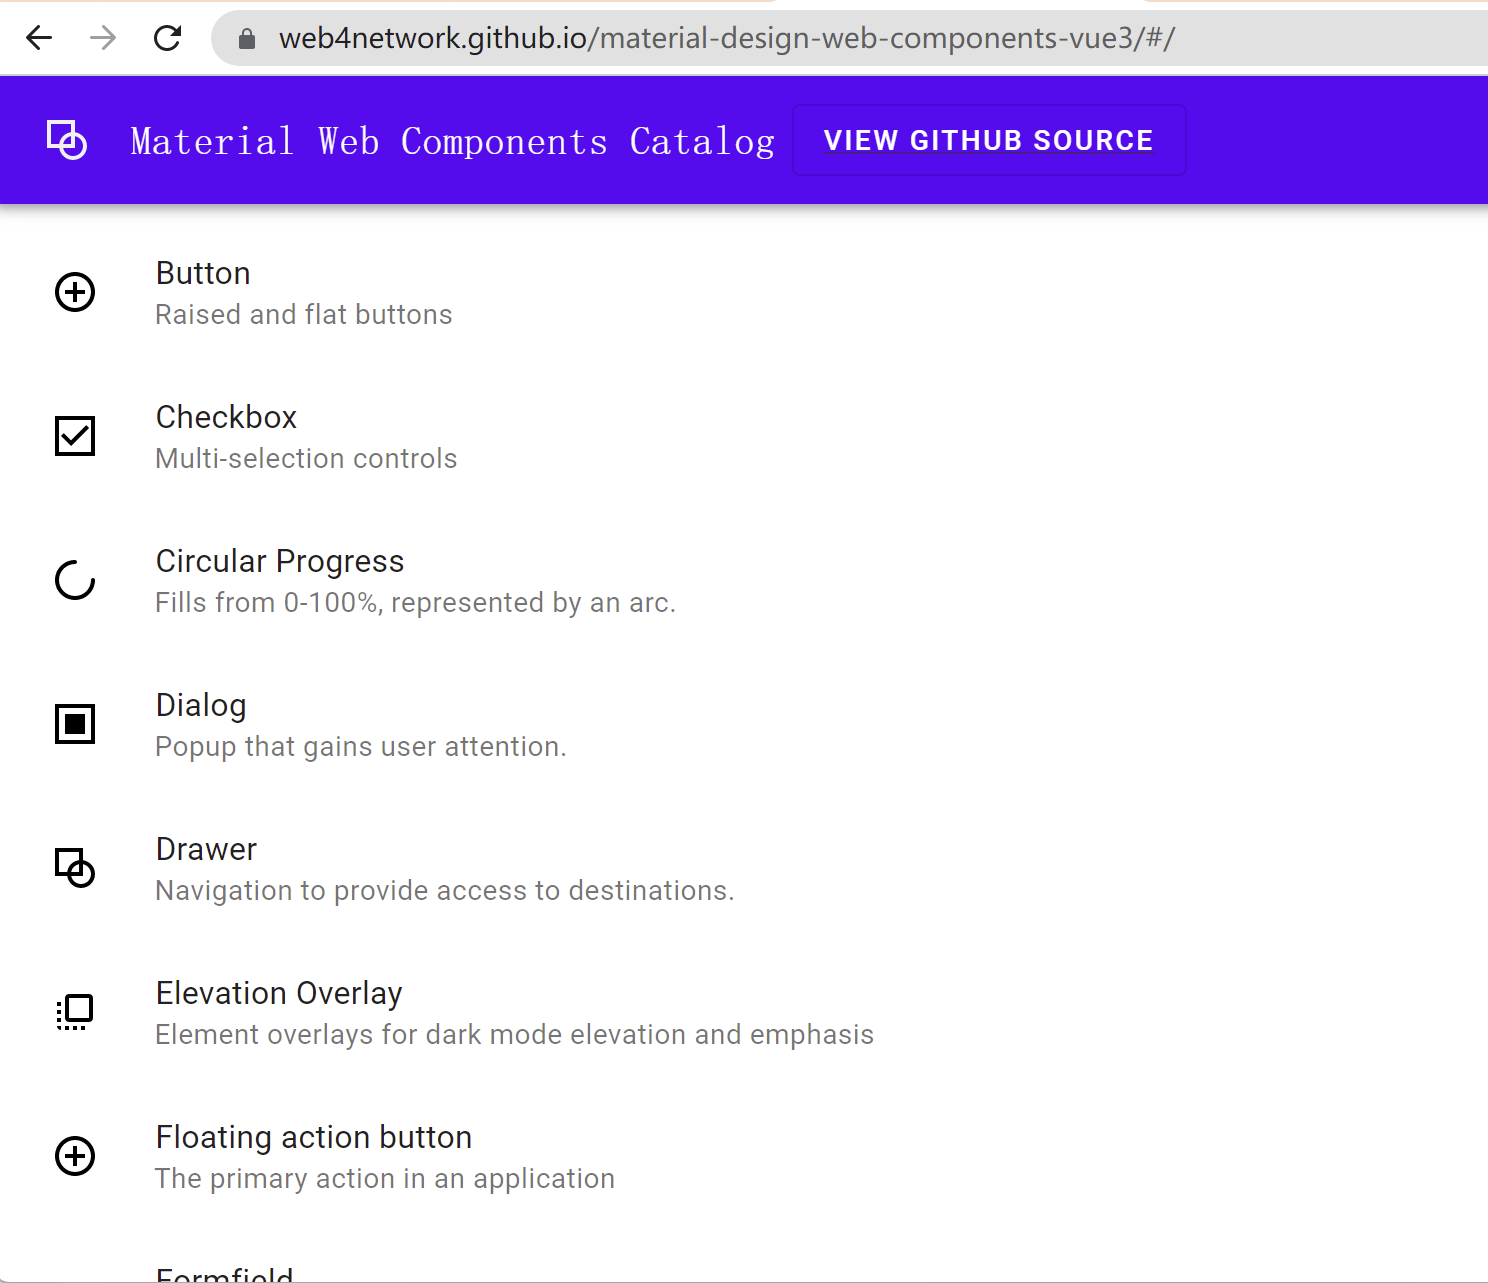 web4network.github.io/material-design-web-components-vue3/#/
Material Web Components Catalog
VIEW GITHUB SOURCE
Button
Raised and flat buttons
Checkbox
Multi-selection controls
Circular Progress
Fills from 0-100%, represented by an arc.
Dialog
Popup that gains user attention.
Drawer
Navigation to provide access to destinations.
Elevation Overlay
Element overlays for dark mode elevation and emphasis
Floating action button
The primary action in an application
Formfield